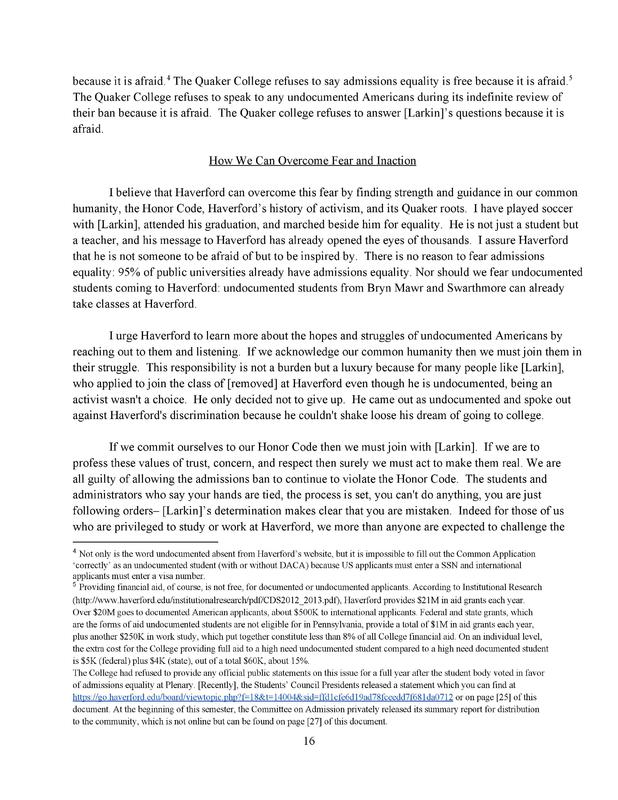 because it is afraid.4 The Quaker College refuses to say admissions equality is free because it is afraid.5
The Quaker College refuses to speak to any undocumented Americans during its indefinite review of
their ban because it is afraid.  The Quaker college refuses to answer [Larkin]'s questions because it is
afraid.
How We Can Overcome Fear and Inaction
I believe that Haverford can overcome this fear by finding strength and guidance in our common
humanity, the Honor Code, Haverford's history of activism, and its Quaker roots.  I have played soccer
with [Larkin], attended his graduation, and marched beside him for equality.  He is not just a student but
a teacher, and his message to Haverford has already opened the eyes of thousands.  I assure Haverford
that he is not someone to be afraid of but to be inspired by.  There is no reason to fear admissions
equality: 95% of public universities already have admissions equality. Nor should we fear undocumented
students coming to Haverford: undocumented students from Bryn Mawr and Swarthmore can already
take classes at Haverford.
I urge Haverford to learn more about the hopes and struggles of undocumented Americans by
reaching out to them and listening.  If we acknowledge our common humanity then we must join them in
their struggle.  This responsibility is not a burden but a luxury because for many people like [Larkin],
who applied to join the class of [removed] at Haverford even though he is undocumented, being an
activist wasn't a choice.  He only decided not to give up.  He came out as undocumented and spoke out
against Haverford's discrimination because he couldn't shake loose his dream of going to college.
If we commit ourselves to our Honor Code then we must join with [Larkin].  If we are to
profess these values of trust, concern, and respect then surely we must act to make them real. We are
all guilty of allowing the admissions ban to continue to violate the Honor Code.  The students and
administrators who say your hands are tied, the process is set, you can't do anything, you are just
following orders– [Larkin]'s determination makes clear that you are mistaken.  Indeed for those of us
who are privileged to study or work at Haverford, we more than anyone are expected to challenge the
4 Not only is the word undocumented absent from Haverford's website, but it is impossible to fill out the Common Application
'correctly' as an undocumented student (with or without DACA) because US applicants must enter a SSN and international
applicants must enter a visa number.
5 Providing financial aid, of course, is not free, for documented or undocumented applicants. According to Institutional Research
(http://www.haverford.edu/institutionalresearch/pdf/CDS2012_2013.pdf), Haverford provides $21M in aid grants each year.
Over $20M goes to documented American applicants, about $500K to international applicants. Federal and state grants, which
are the forms of aid undocumented students are not eligible for in Pennsylvania, provide a total of $1M in aid grants each year,
plus another $250K in work study, which put together constitute less than 8% of all College financial aid. On an individual level,
the extra cost for the College providing full aid to a high need undocumented student compared to a high need documented student
is $5K (federal) plus $4K (state), out of a total $60K, about 15%.
The College had refused to provide any official public statements on this issue for a full year after the student body voted in favor
of admissions equality at Plenary. [Recently], the Students' Council Presidents released a statement which you can find at
https://go.haverford.edu/board/viewtopic.php?f=18&t=14004&sid=ffd1cfc6d19ad78fceedd7f681da0712 or on page [25] of this
document. At the beginning of this semester, the Committee on Admission privately released its summary report for distribution
to the community, which is not online but can be found on page [27] of this document.
16